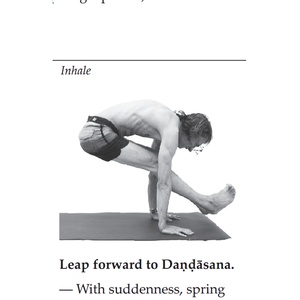 Inhale
Leap forward to Daṇḍāsana.
— With suddenness, spring